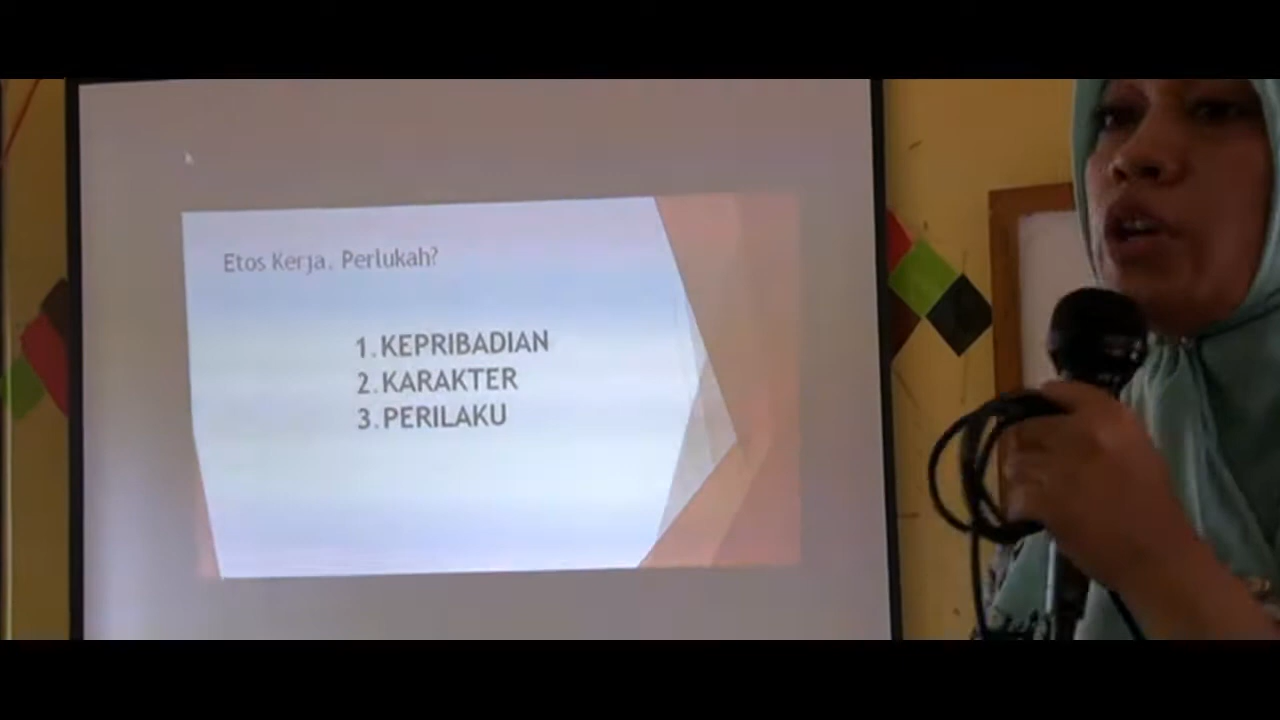 Etos Kerja. Perlukah?
1. KEPRIBADIAN
2. KARAKTER
3. PERILAKU